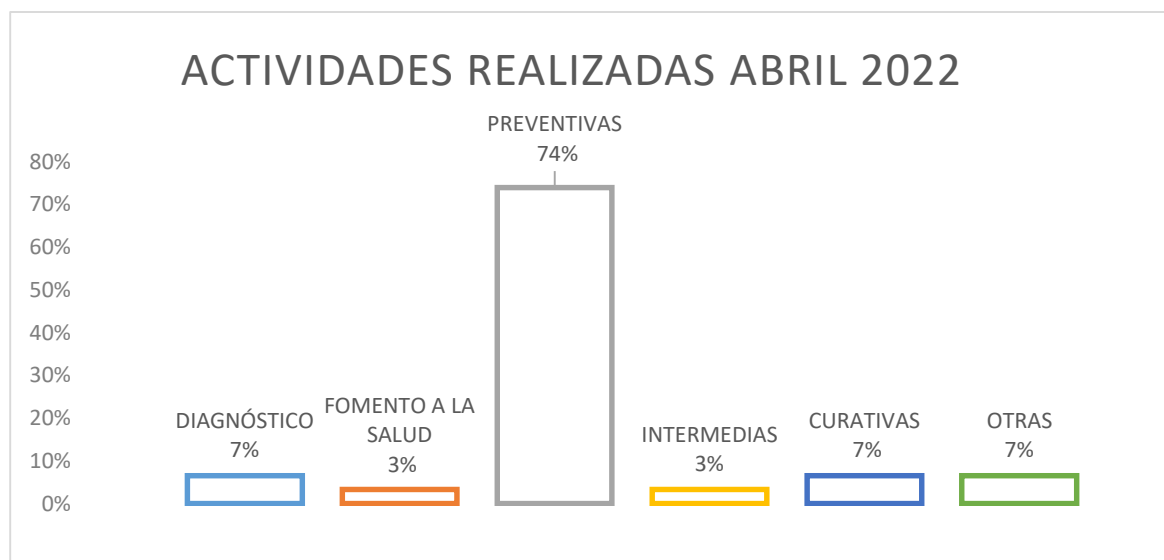 ACTIVIDADES REALIZADAS ABRIL 2022
PREVENTIVAS
74%
80%
70%
60%
50%
40%
30%
20%
10%
0%
DIAGNÓSTICO
7%
FOMENTO A LA
SALUD
3%
INTERMEDIAS
3%
CURATIVAS
7%
OTRAS
7%